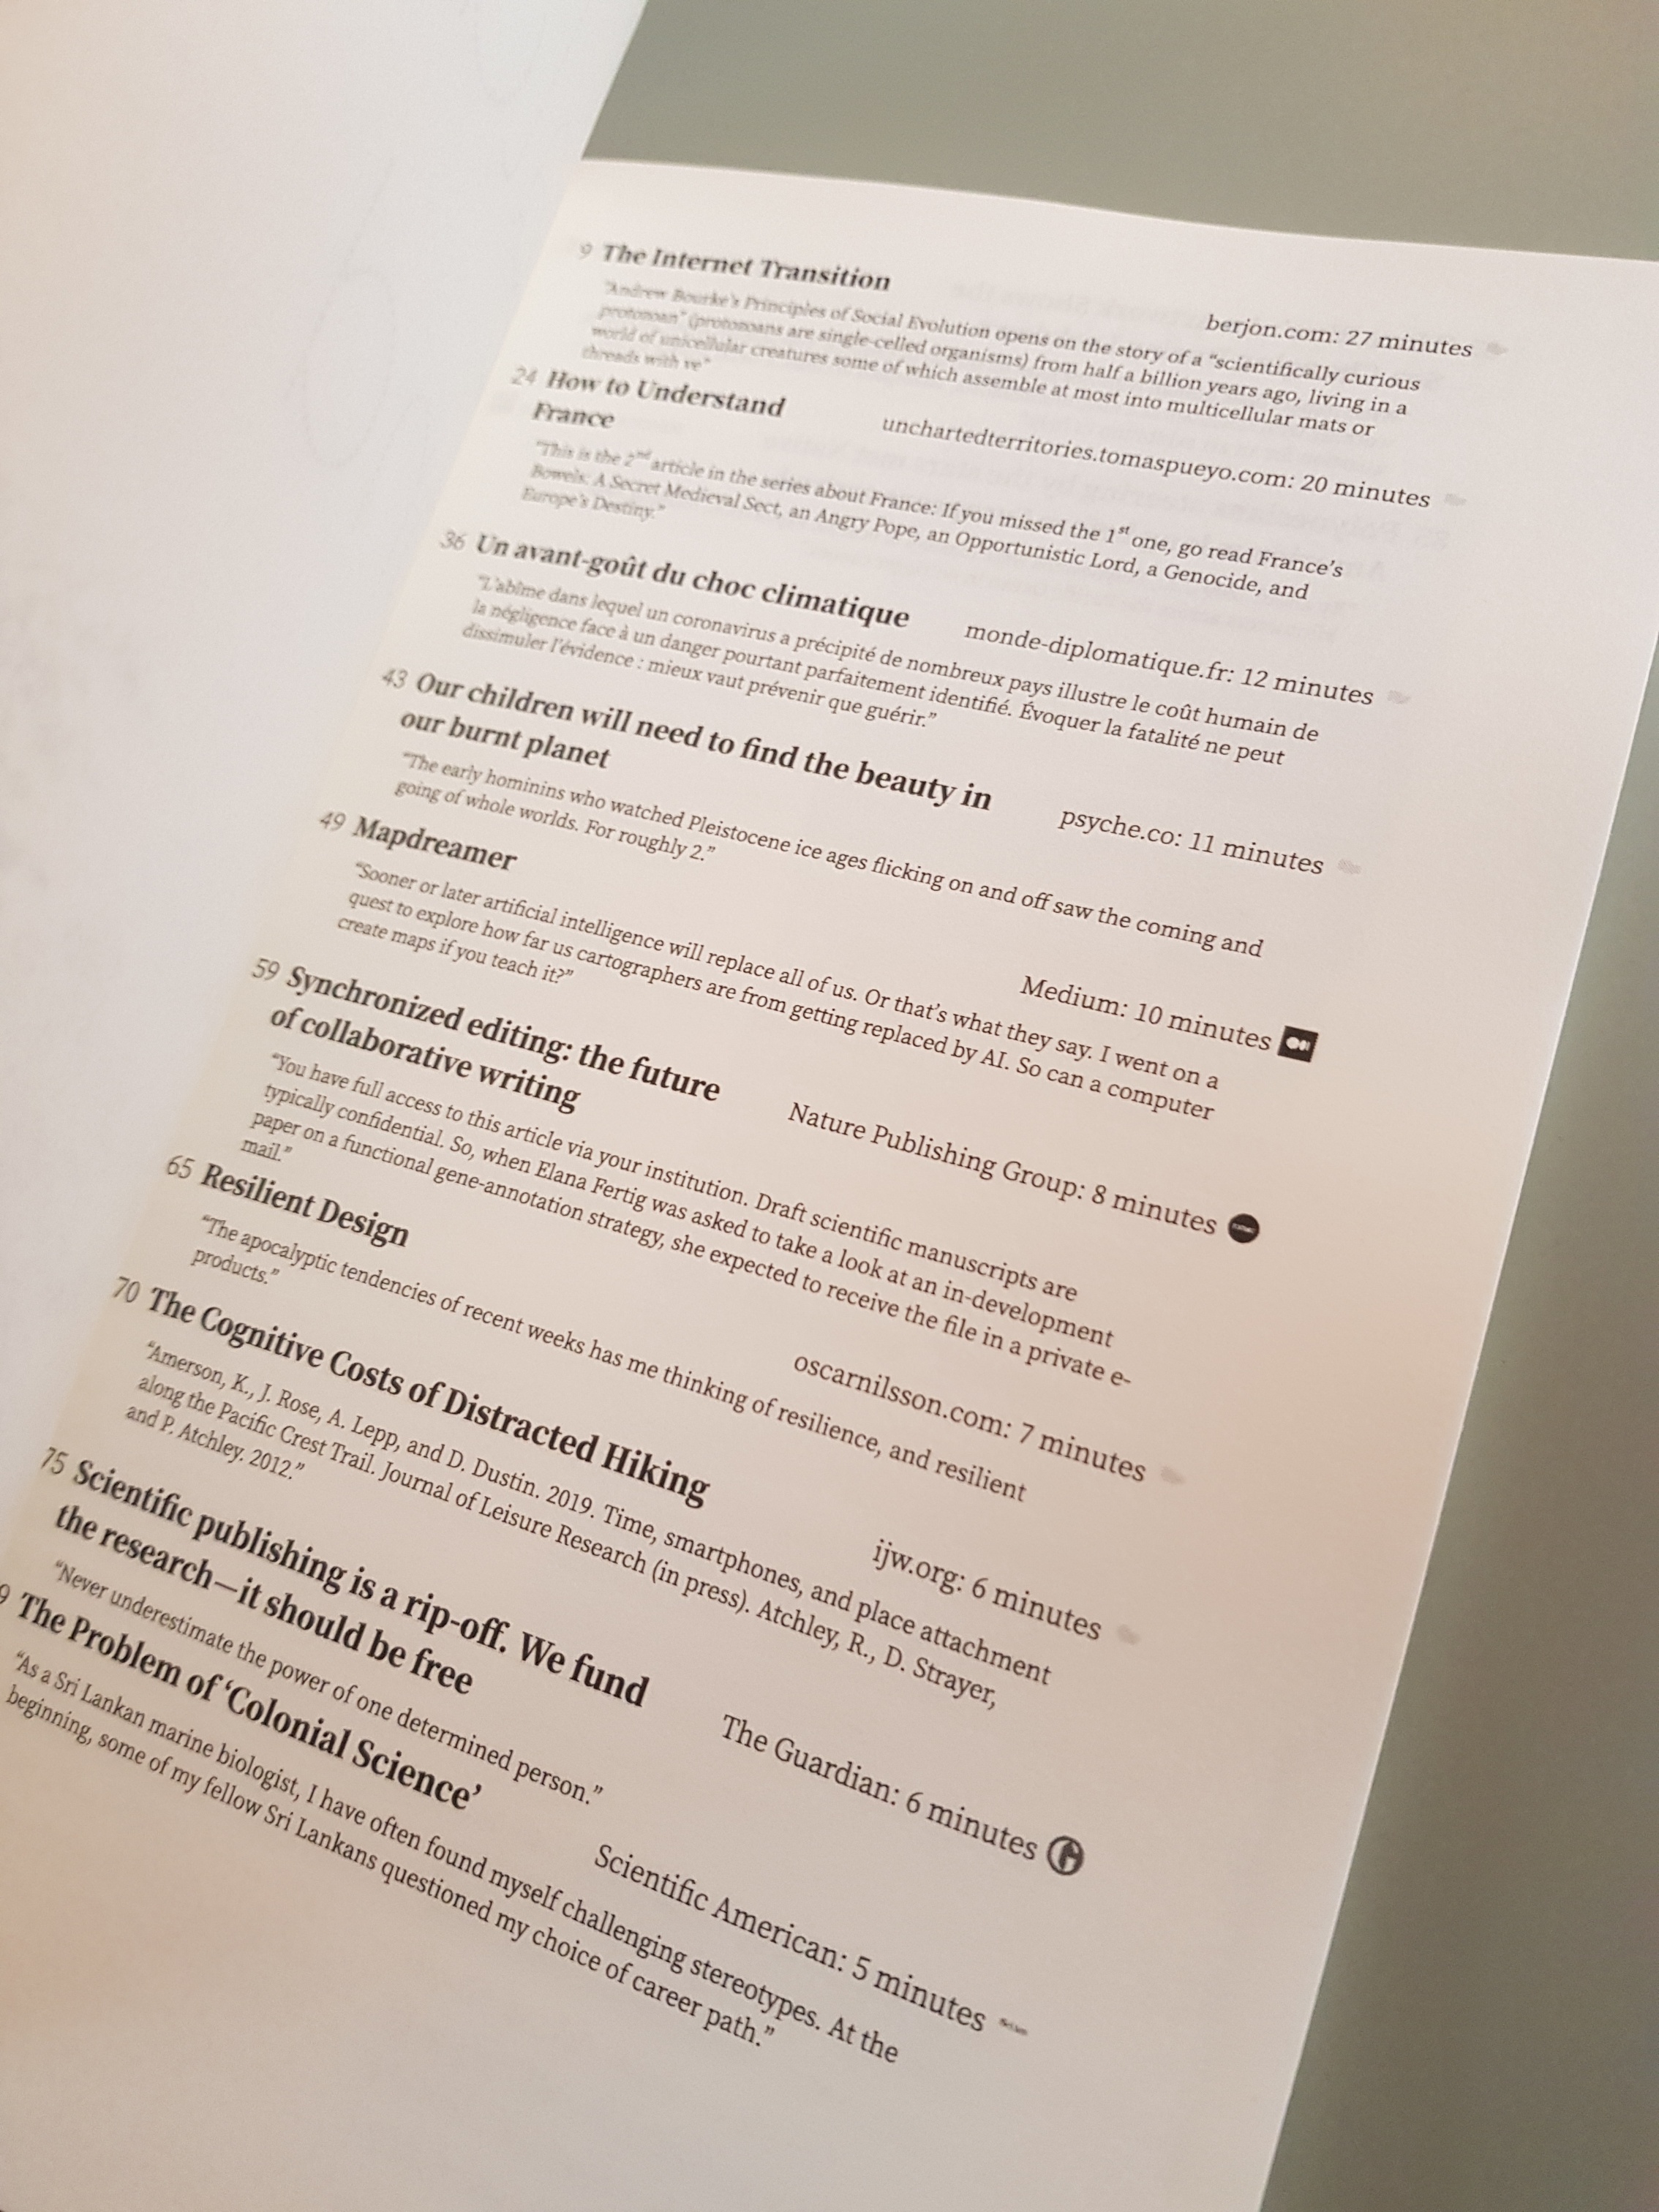 9 The Internet Transition
berjon.com: 27 minutes
“Andrew Bourke’s Principles of Social Evolution opens on the story of a “scientifically curious
protozoan” (protozoans are single-celled organisms) from half a billion years ago, living in a
world of unicellular creatures some of which assemble at most into multicellular mats or
threads with ve”
24 How to Understand
France
unchartedterritories.tomaspueyo.com: 20 minutes
“This is the 2nd article in the series about France: If you missed the 1st one, go read France’s
Bowels: A Secret Medieval Sect, an Angry Pope, an Opportunistic Lord, a Genocide, and
Europe’s Destiny.”
36 Un avant-goût du choc climatique
monde-diplomatique.fr: 12 minutes
“L’abîme dans lequel un coronavirus a précipité de nombreux pays illustre le coût humain de
la négligence face à un danger pourtant parfaitement identifié. Évoquer la fatalité ne peut
dissimuler l’évidence : mieux vaut prévenir que guérir.”
43 Our children will need to find the beauty in
our burnt planet
psyche.co: 11 minutes
“The early hominins who watched Pleistocene ice ages flicking on and off saw the coming and
going of whole worlds. For roughly 2.”
49 Mapdreamer
Medium: 10 minutes
“Sooner or later artificial intelligence will replace all of us. Or that’s what they say. I went on a
quest to explore how far us cartographers are from getting replaced by AI. So can a computer
create maps if you teach it?”
59 Synchronized editing: the future
of collaborative writing
Nature Publishing Group: 8 minutes
“You have full access to this article via your institution. Draft scientific manuscripts are
typically confidential. So, when Elana Fertig was asked to take a look at an in-development
paper on a functional gene-annotation strategy, she expected to receive the file in a private e-
mail.”
65 Resilient Design
oscarnilsson.com: 7 minutes
“The apocalyptic tendencies of recent weeks has me thinking of resilience, and resilient
products.”
70 The Cognitive Costs of Distracted Hiking
ijw.org: 6 minutes
“Amerson, K., J. Rose, A. Lepp, and D. Dustin. 2019. Time, smartphones, and place attachment
along the Pacific Crest Trail. Journal of Leisure Research (in press). Atchley, R., D. Strayer,
and P. Atchley. 2012.”
75 Scientific publishing is a rip-off. We fund
the research—it should be free
The Guardian: 6 minutes
“Never underestimate the power of one determined person.”
9 The Problem of ‘Colonial Science’
Scientific American: 5 minutes
“As a Sri Lankan marine biologist, I have often found myself challenging stereotypes. At the
beginning, some of my fellow Sri Lankans questioned my choice of career path.”